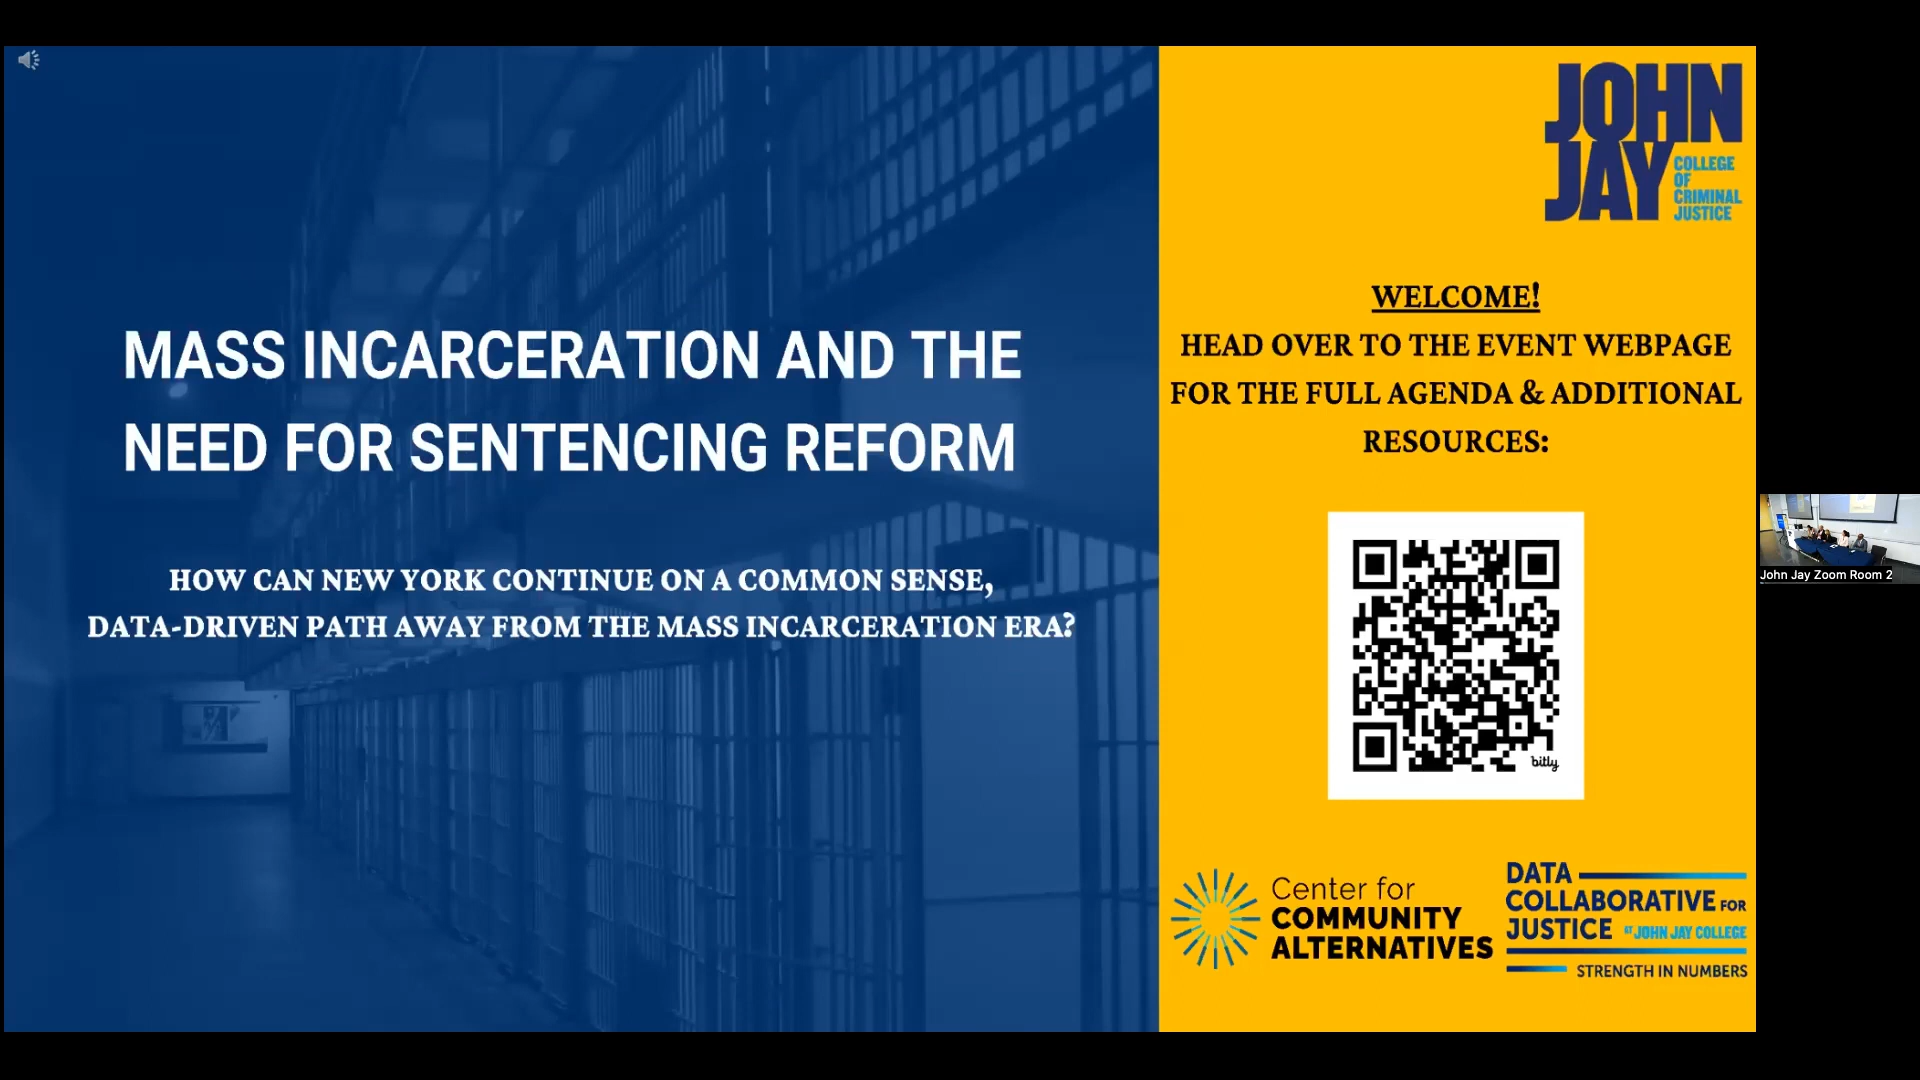 MASS INCARCERATION AND THE
NEED FOR SENTENCING REFORM
HOW CAN NEW YORK CONTINUE ON A COMMON SENSE,
DATA-DRIVEN PATH AWAY FROM THE MASS INCARCERATION ERA?
JOHN
JAY
COLLEGE
OF
CRIMINAL
JUSTICE
WELCOME!
HEAD OVER TO THE EVENT WEBPAGE
FOR THE FULL AGENDA & ADDITIONAL
RESOURCES:
bitly
Center for
COMMUNITY
ALTERNATIVES
DATA
COLLABORATIVE FOR
JUSTICE AT JOHN JAY COLLEGE
STRENGTH IN NUMBERS
John Jay Zoom Room 2